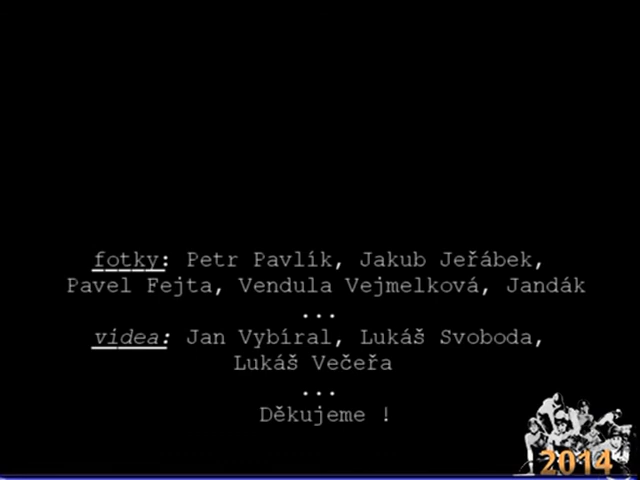 fotky: Petr Pavlík, Jakub Jeřábek,
Pavel Fejta, Vendula Vejmelková, Jandák
...
videa: Jan Vybíral, Lukáš Svoboda,
Lukáš Večeřa
...
Děkujeme !
2014